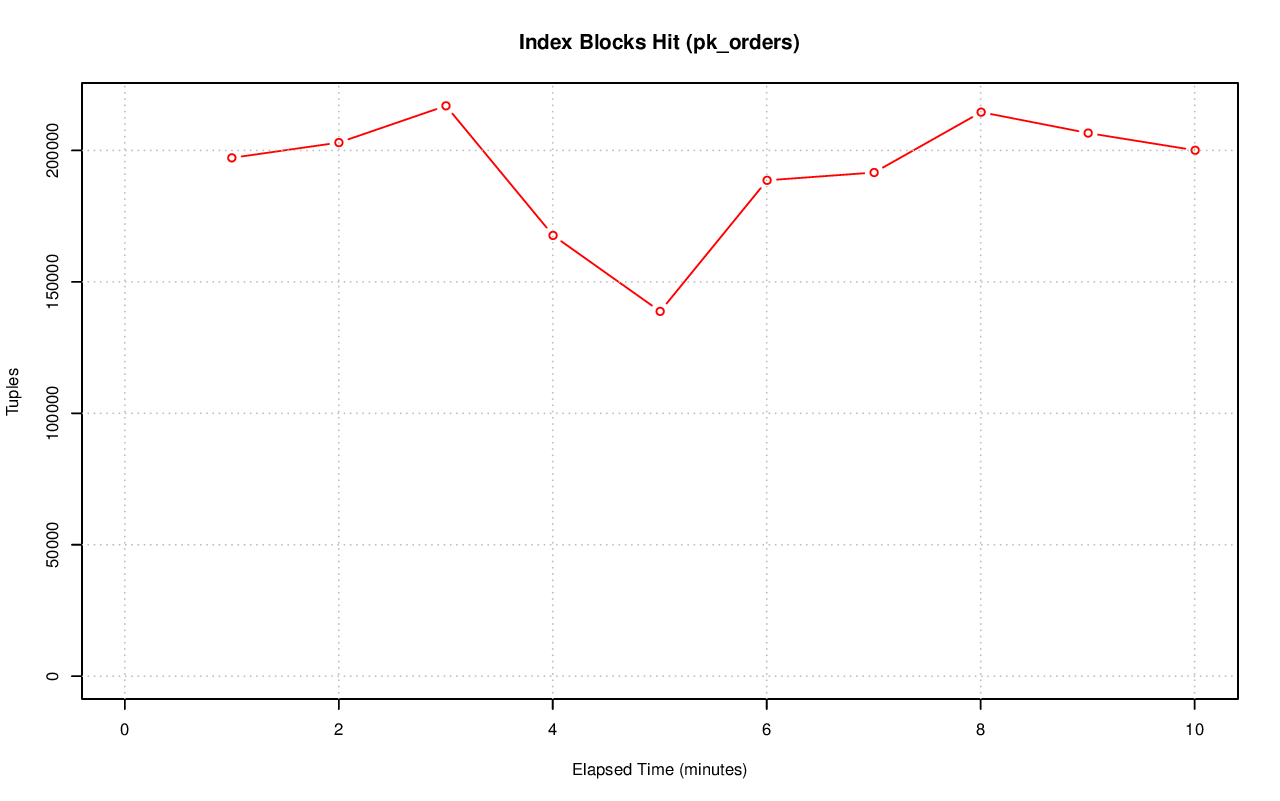 Index Blocks Hit (pk_orders)
Tuples
200000
150000
100000
50000
0
0 2 4 6 8 10
Elapsed Time (minutes)